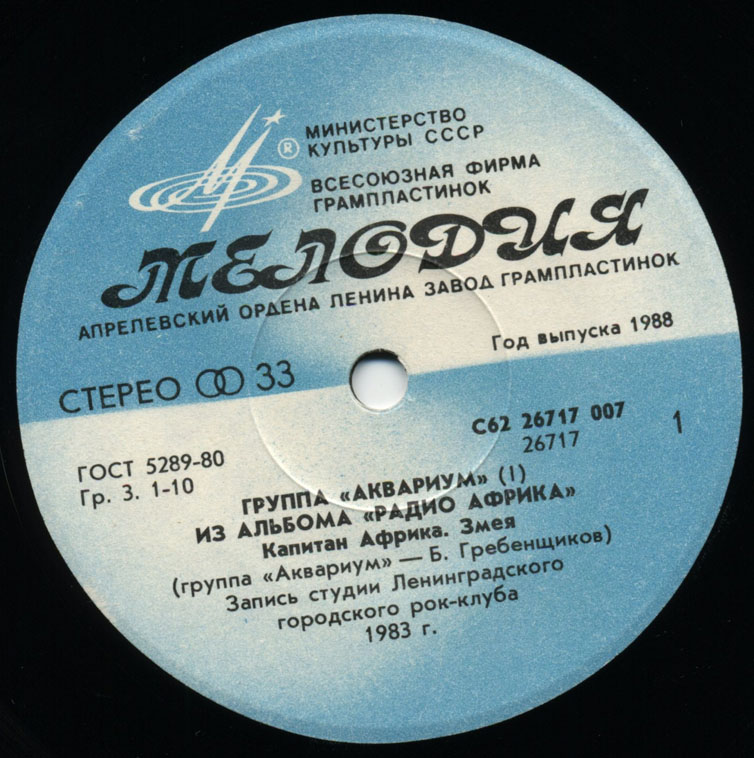 ®
МИНИСТЕРСТВО
КУЛЬТУРЫ СССР
ВСЕСОЮЗНАЯ ФИРМА
ГРАМПЛАСТИНОК
МЕЛОДИЯ
АПРЕЛЕВСКИЙ ОРДЕНА ЛЕНИНА ЗАВОД ГРАМПЛАСТИНОК
Год выпуска 1988
СТЕРЕО 33
С62 26717 007
26717
1
ГОСТ 5289-80
Гр. 3. 1-10
ГРУППА «АКВАРИУМ» (I)
ИЗ АЛЬБОМА «РАДИО АФРИКА»
Капитан Африка. Змея
(группа «Аквариум» — Б. Гребенщиков)
Запись студии Ленинградского
городского рок-клуба
1983 г.